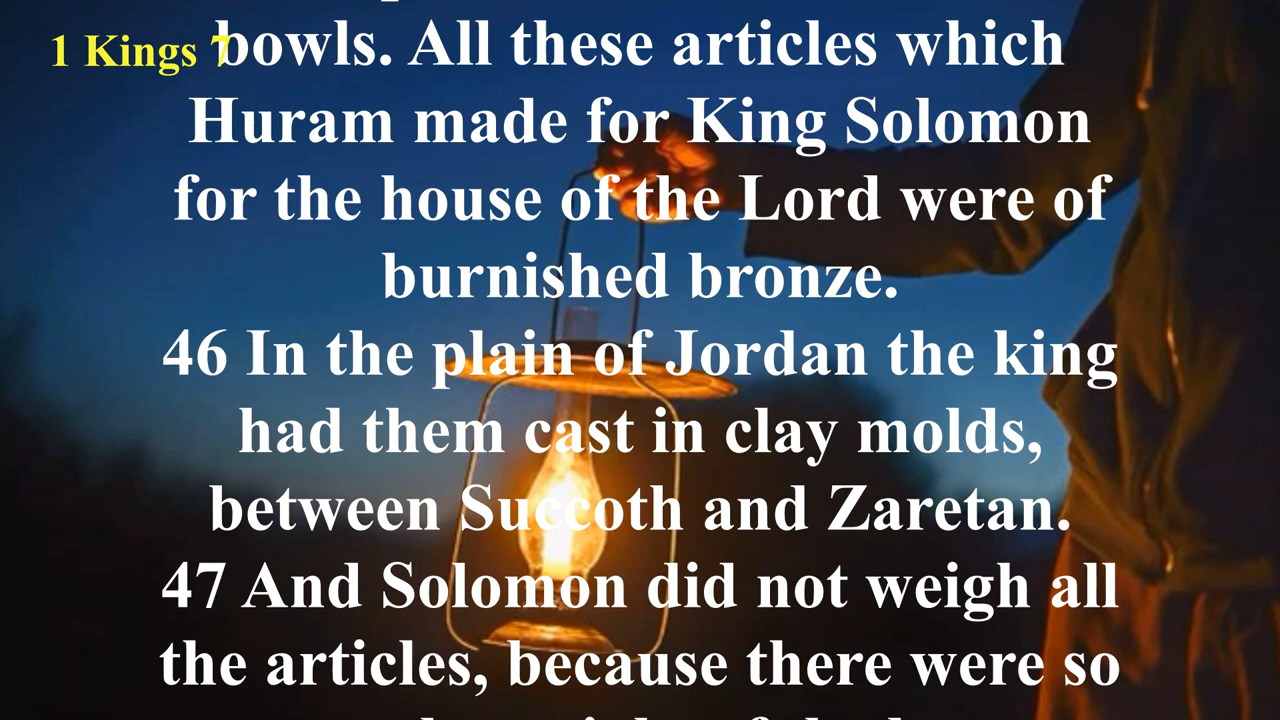 1 Kings 7
bowls. All these articles which
Huram made for King Solomon
for the house of the Lord were of
burnished bronze.
46 In the plain of Jordan the king
had them cast in clay molds,
between Succoth and Zaretan.
47 And Solomon did not weigh all
the articles, because there were so